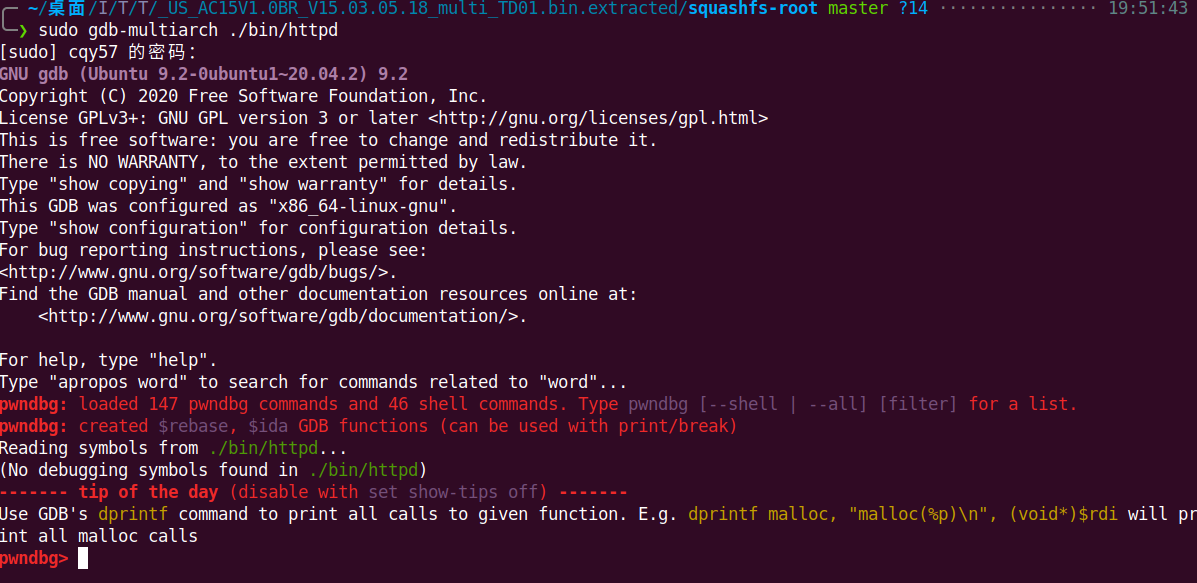 ~/桌面/I/T/T/_US_AC15V1.0BR_V15.03.05.18_multi_TD01.bin.extracted/squashfs-root master ?14 ··············· 19:51:43
❯ sudo gdb-multiarch ./bin/httpd
[sudo] cqy57 的密码：
GNU gdb (Ubuntu 9.2-0ubuntu1~20.04.2) 9.2
Copyright (C) 2020 Free Software Foundation, Inc.
License GPLv3+: GNU GPL version 3 or later <http://gnu.org/licenses/gpl.html>
This is free software: you are free to change and redistribute it.
There is NO WARRANTY, to the extent permitted by law.
Type "show copying" and "show warranty" for details.
This GDB was configured as "x86_64-linux-gnu".
Type "show configuration" for configuration details.
For bug reporting instructions, please see:
<http://www.gnu.org/software/gdb/bugs/>.
Find the GDB manual and other documentation resources online at:
    <http://www.gnu.org/software/gdb/documentation/>.
For help, type "help".
Type "apropos word" to search for commands related to "word"...
pwndbg: loaded 147 pwndbg commands and 46 shell commands. Type pwndbg [--shell | --all] [filter] for a list.
pwndbg: created $rebase, $ida GDB functions (can be used with print/break)
Reading symbols from ./bin/httpd...
(No debugging symbols found in ./bin/httpd)
------- tip of the day (disable with set show-tips off) -------
Use GDB's dprintf command to print all calls to given function. E.g. dprintf malloc, "malloc(%p)\n", (void*)$rdi will pr
int all malloc calls
pwndbg>